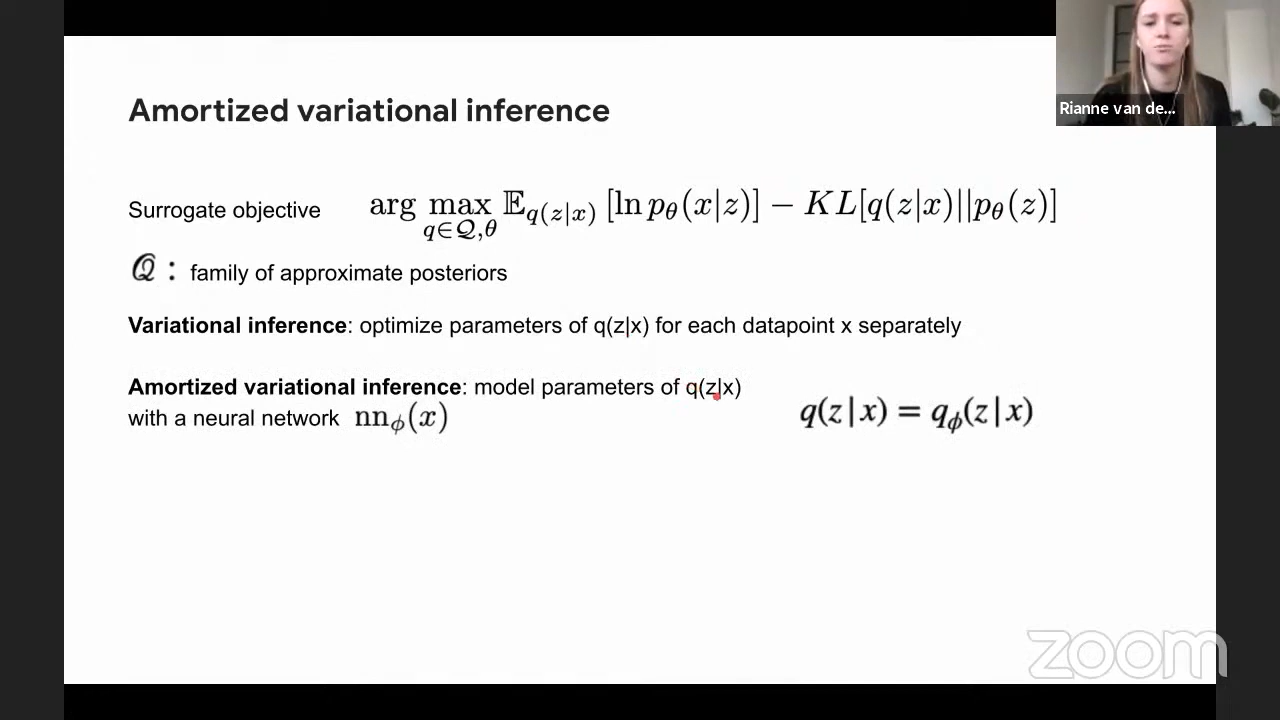 Rianne van de...
Amortized variational inference
Surrogate objective arg max_{q∈𝒬,θ} 𝔼_{q(z|x)} [ln p_θ(x|z)] − KL[q(z|x)||p_θ(z)]
𝒬 : family of approximate posteriors
Variational inference: optimize parameters of q(z|x) for each datapoint x separately
Amortized variational inference: model parameters of q(z|x)
with a neural network nn_ϕ(x) q(z|x) = q_ϕ(z|x)
zoom